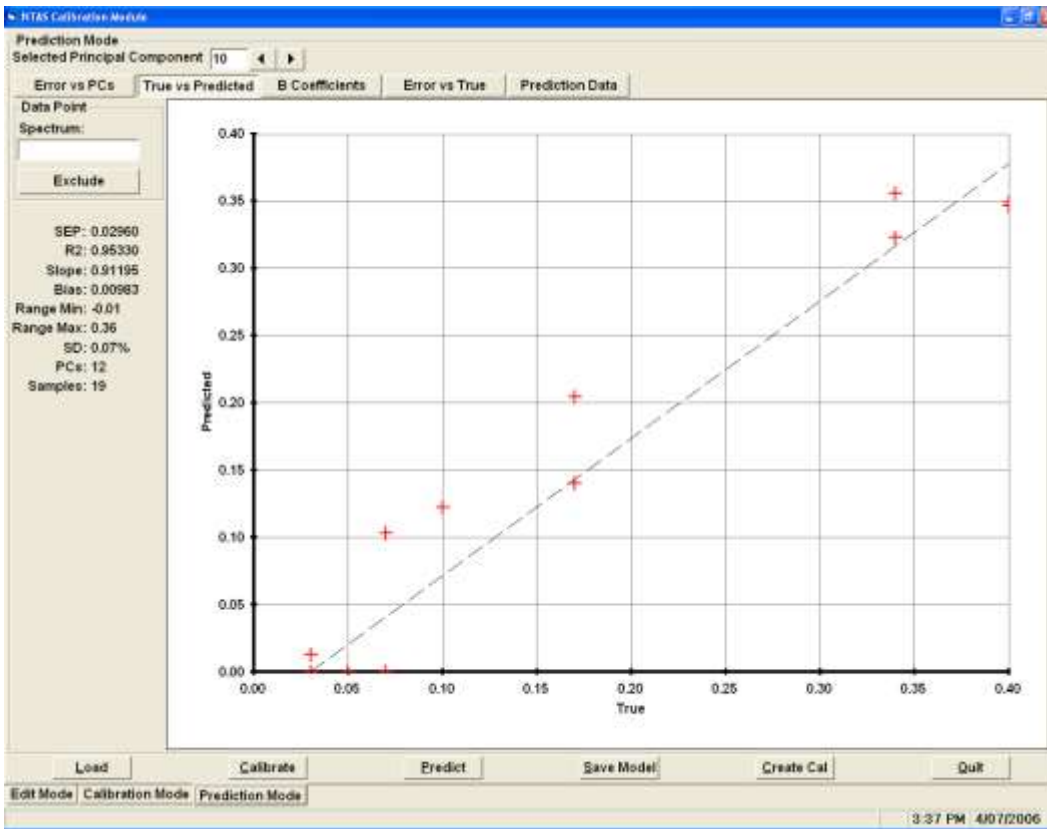 NTAS Calibration Module
Prediction Mode
Selected Principal Component 10
Error vs PCs True vs Predicted B Coefficients Error vs True Prediction Data
Data Point
Spectrum:
Exclude
SEP: 0.02960
R2: 0.95330
Slope: 0.91195
Bias: 0.00983
Range Min: -0.01
Range Max: 0.36
SD: 0.07%
PCs: 12
Samples: 19
0.40
0.35
0.30
0.25
0.20
0.15
0.10
0.05
0.00
Predicted
0.00 0.05 0.10 0.15 0.20 0.25 0.30 0.35 0.40
True
Load Calibrate Predict Save Model Create Cal Quit
Edit Mode Calibration Mode Prediction Mode
3:37 PM 4/07/2006